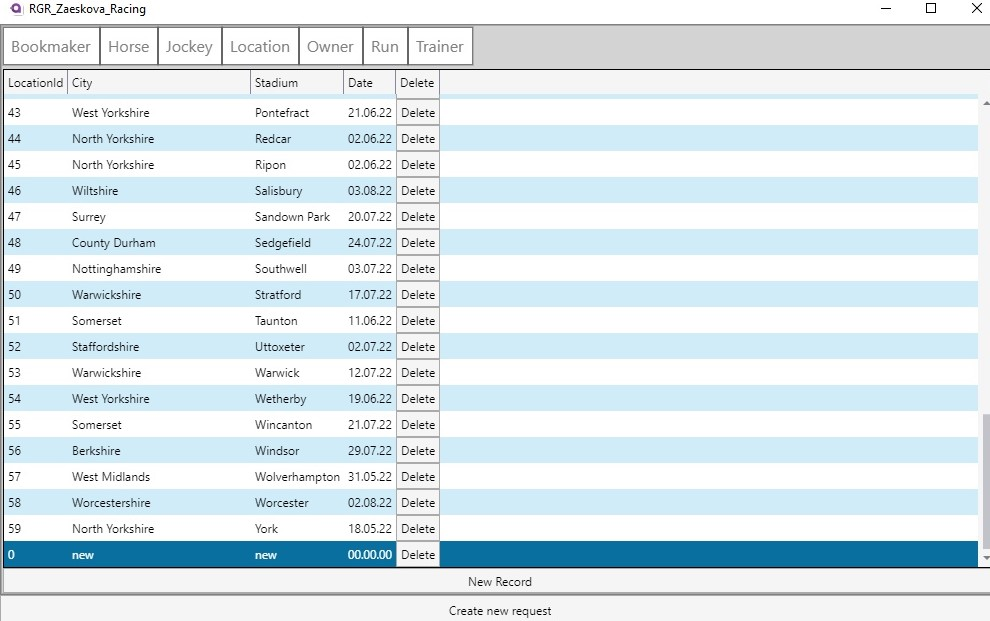 RGR_Zaeskova_Racing
Bookmaker Horse Jockey Location Owner Run Trainer
LocationId City Stadium Date Delete
43 West Yorkshire Pontefract 21.06.22 Delete
44 North Yorkshire Redcar 02.06.22 Delete
45 North Yorkshire Ripon 02.06.22 Delete
46 Wiltshire Salisbury 03.08.22 Delete
47 Surrey Sandown Park 20.07.22 Delete
48 County Durham Sedgefield 24.07.22 Delete
49 Nottinghamshire Southwell 03.07.22 Delete
50 Warwickshire Stratford 17.07.22 Delete
51 Somerset Taunton 11.06.22 Delete
52 Staffordshire Uttoxeter 02.07.22 Delete
53 Warwickshire Warwick 12.07.22 Delete
54 West Yorkshire Wetherby 19.06.22 Delete
55 Somerset Wincanton 21.07.22 Delete
56 Berkshire Windsor 29.07.22 Delete
57 West Midlands Wolverhampton 31.05.22 Delete
58 Worcestershire Worcester 02.08.22 Delete
59 North Yorkshire York 18.05.22 Delete
0 new new 00.00.00 Delete
New Record
Create new request